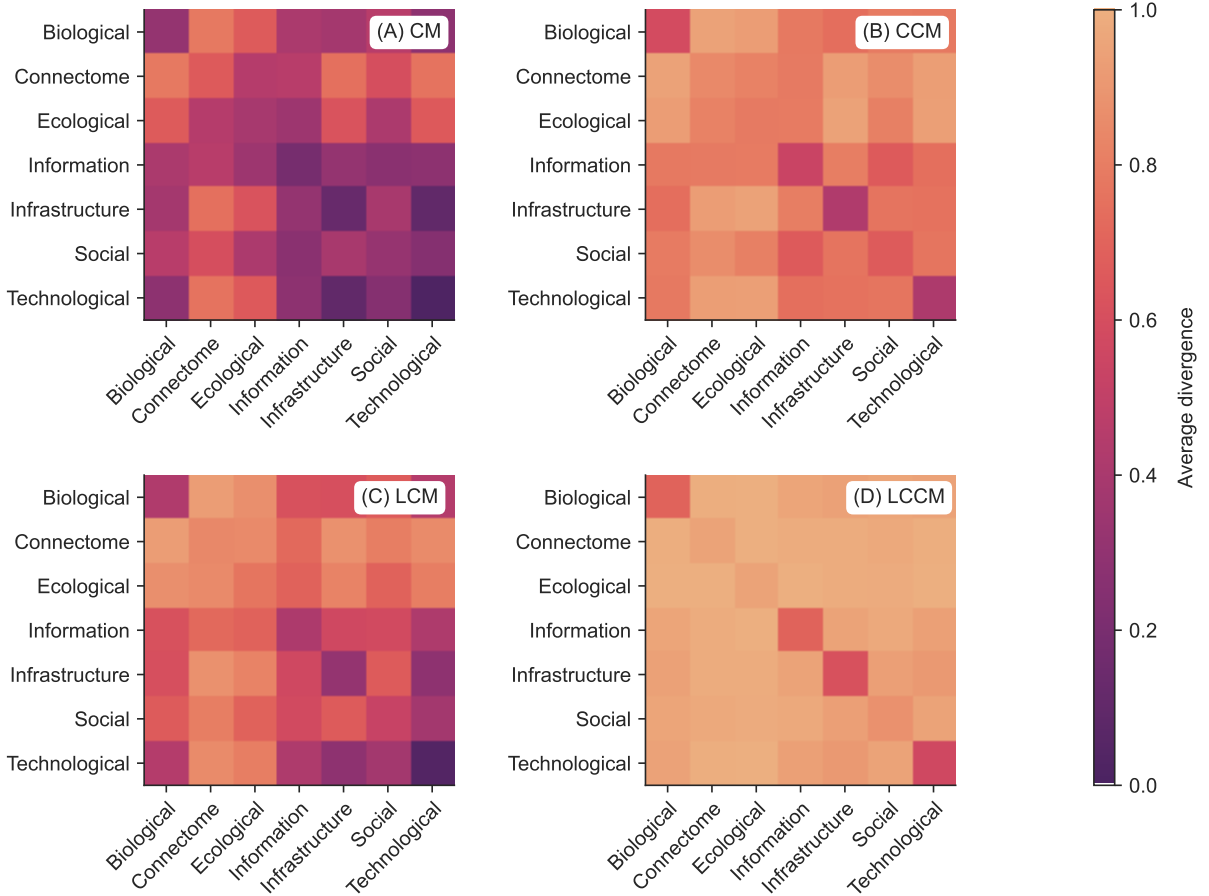 (A) CM
Biological
Connectome
Ecological
Information
Infrastructure
Social
Technological
Biological
Connectome
Ecological
Information
Infrastructure
Social
Technological
(B) CCM
Biological
Connectome
Ecological
Information
Infrastructure
Social
Technological
Biological
Connectome
Ecological
Information
Infrastructure
Social
Technological
(C) LCM
Biological
Connectome
Ecological
Information
Infrastructure
Social
Technological
Biological
Connectome
Ecological
Information
Infrastructure
Social
Technological
(D) LCCM
Biological
Connectome
Ecological
Information
Infrastructure
Social
Technological
Biological
Connectome
Ecological
Information
Infrastructure
Social
Technological
1.0
0.8
0.6
0.4
0.2
0.0
Average divergence